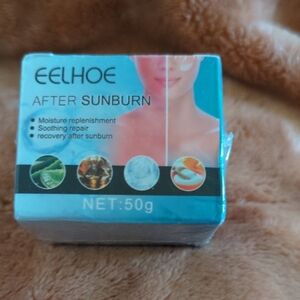 EELHOE
AFTER SUNBURN
• Moisture replenishment
• Soothing repair
• recovery after sunburn
NET:50g